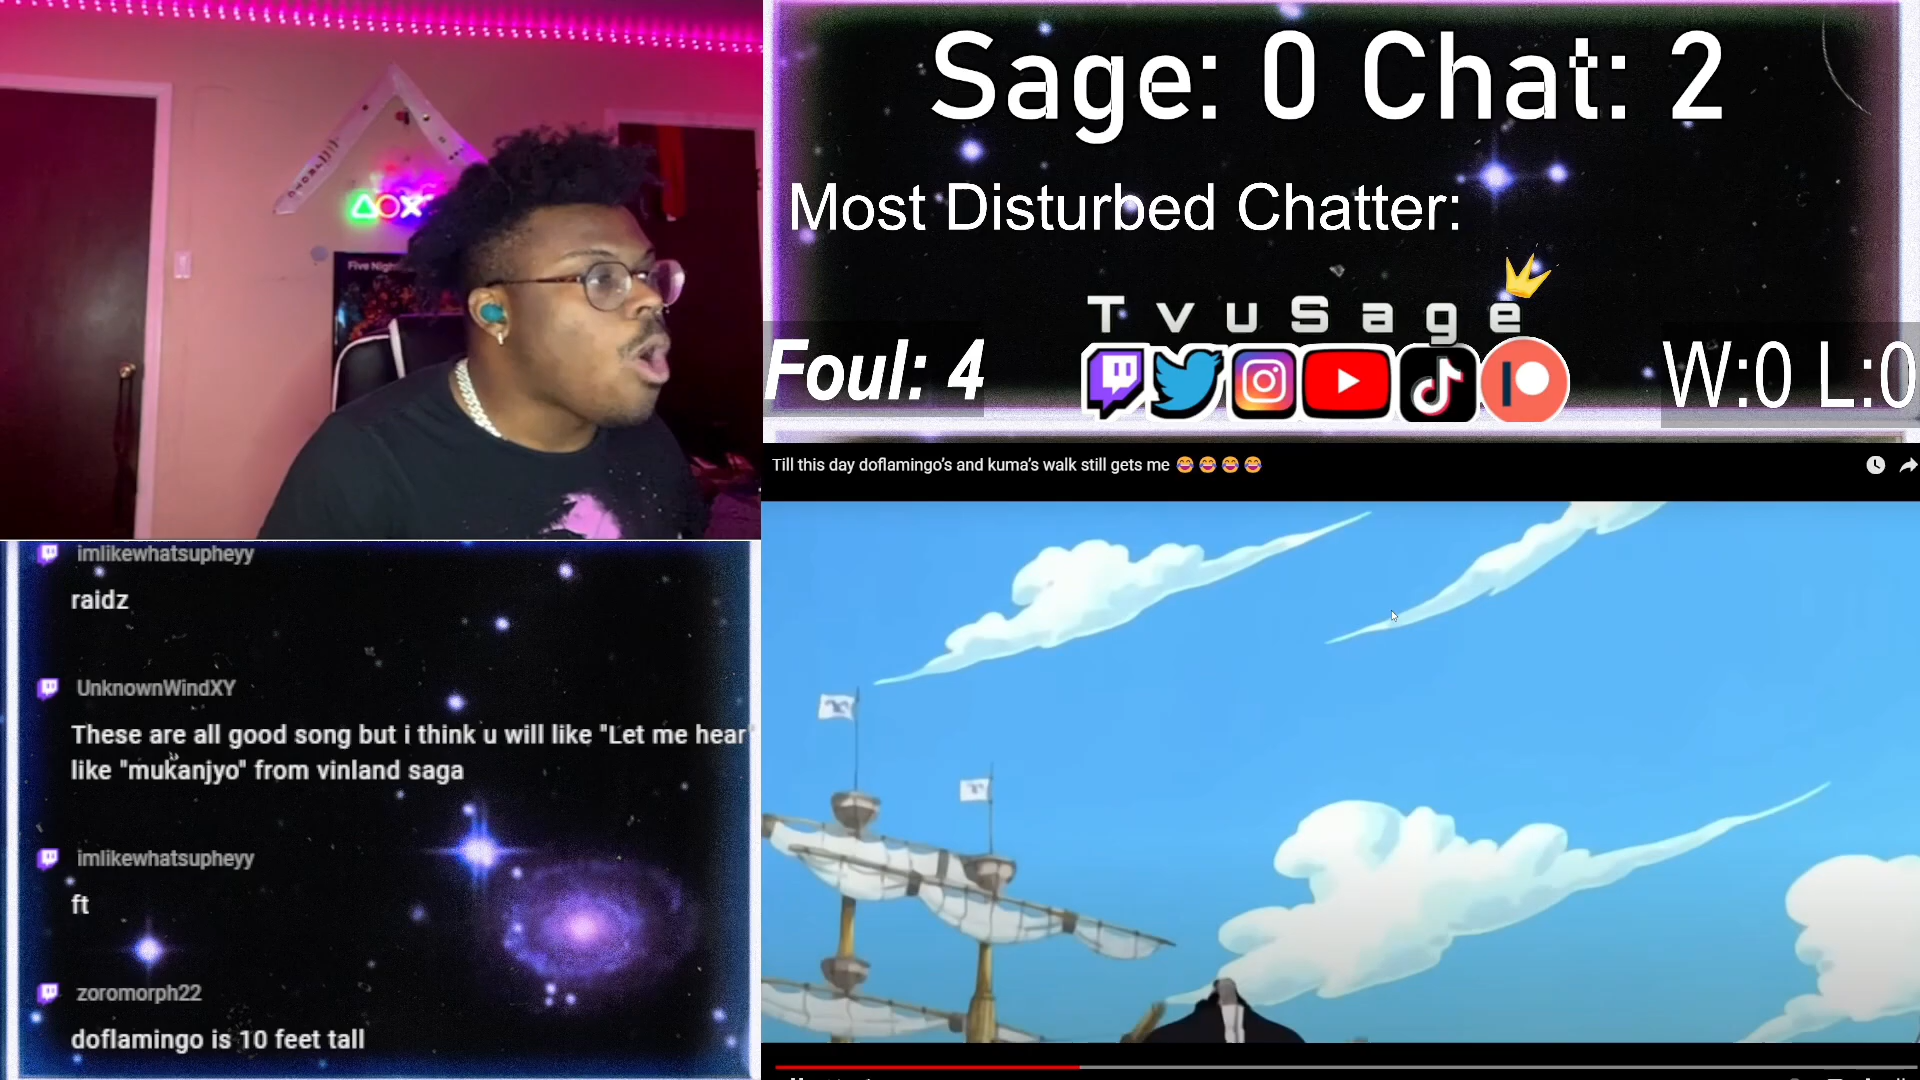 Sage: 0 Chat: 2
Most Disturbed Chatter:
TvuSage
Foul: 4
W:0 L:0
Till this day doflamingo’s and kuma’s walk still gets me 😂 😂 😂 😂
Five Nigh
imlikewhatsupheyy
raidz
UnknownWindXY
These are all good song but i think u will like "Let me hear"
like "mukanjyo" from vinland saga
imlikewhatsupheyy
ft
zoromorph22
doflamingo is 10 feet tall